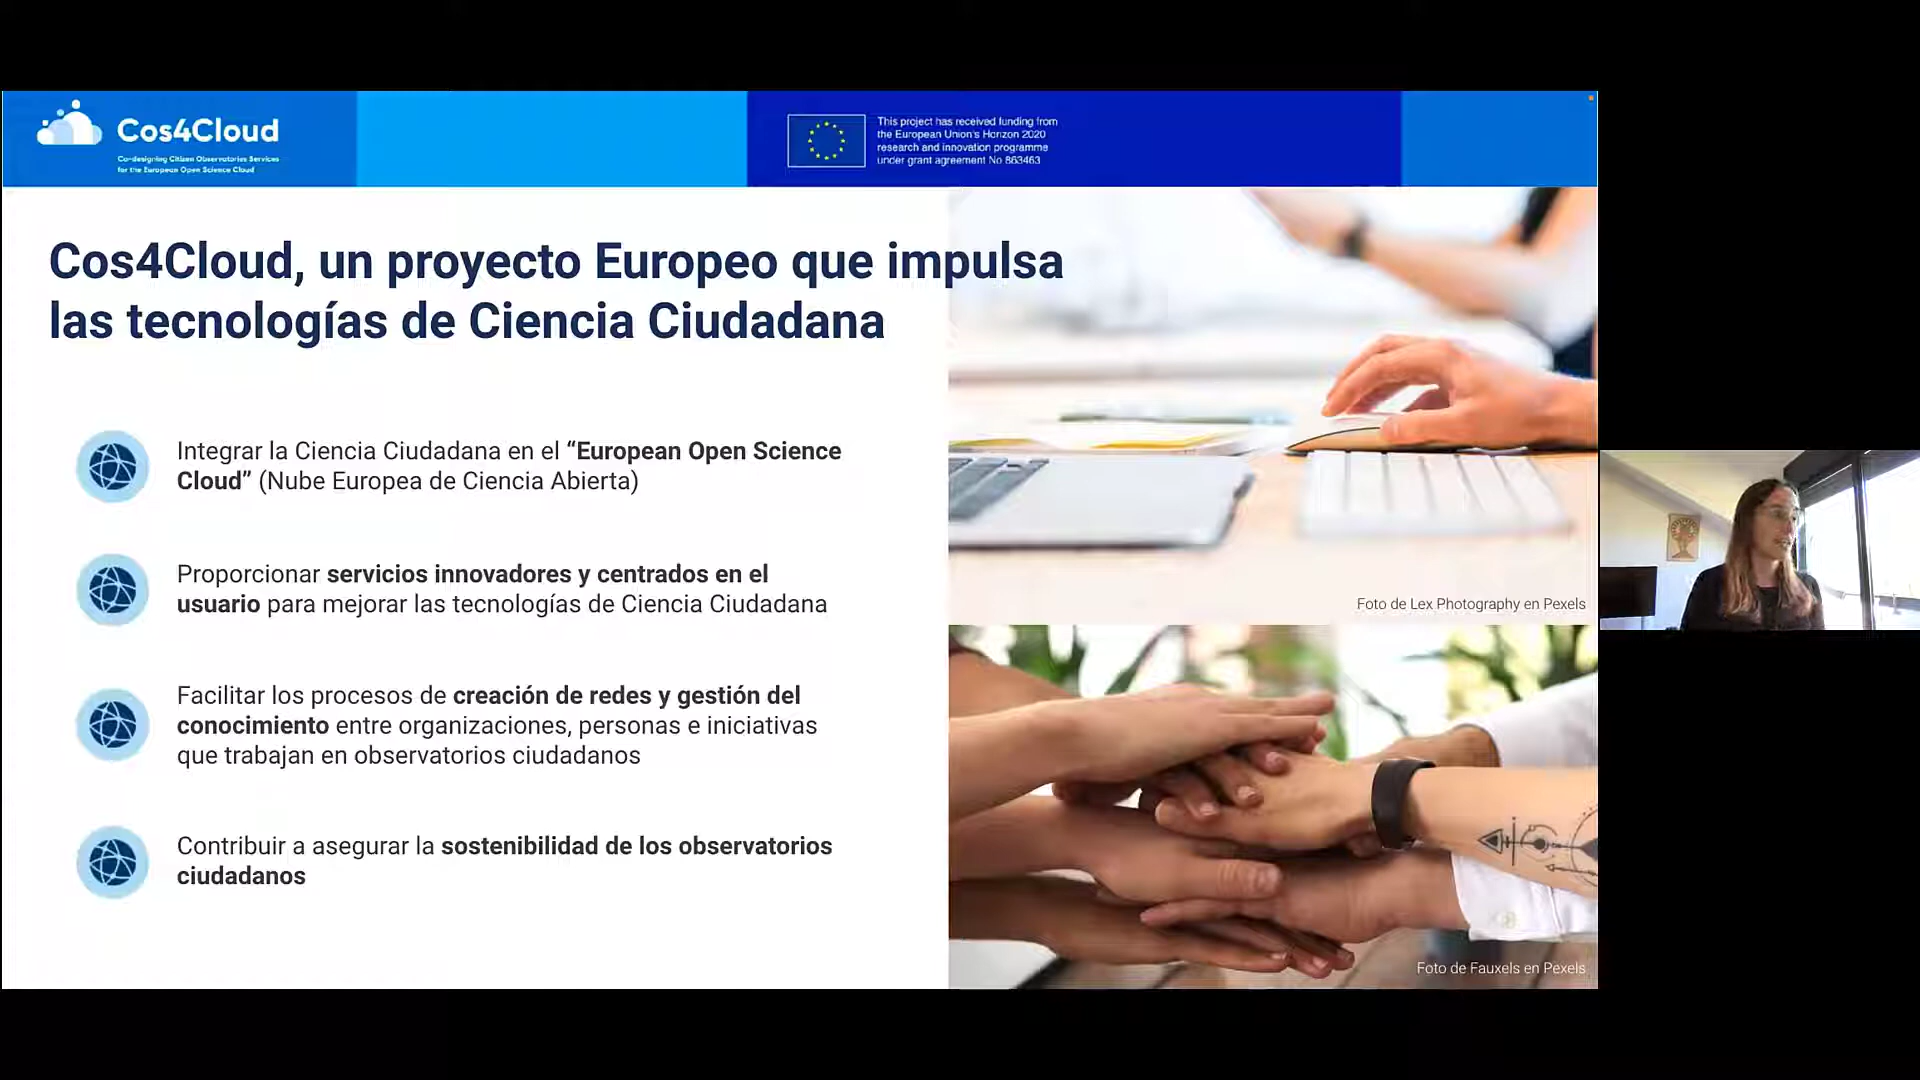 Cos4Cloud
Co-designing Citizen Observatories Services
for the European Open Science Cloud
This project has received funding from
the European Union's Horizon 2020
research and innovation programme
under grant agreement No 863463
Cos4Cloud, un proyecto Europeo que impulsa
las tecnologías de Ciencia Ciudadana
Integrar la Ciencia Ciudadana en el “European Open Science
Cloud” (Nube Europea de Ciencia Abierta)
Proporcionar servicios innovadores y centrados en el
usuario para mejorar las tecnologías de Ciencia Ciudadana
Facilitar los procesos de creación de redes y gestión del
conocimiento entre organizaciones, personas e iniciativas
que trabajan en observatorios ciudadanos
Contribuir a asegurar la sostenibilidad de los observatorios
ciudadanos
Foto de Lex Photography en Pexels
Foto de Fauxels en Pexels